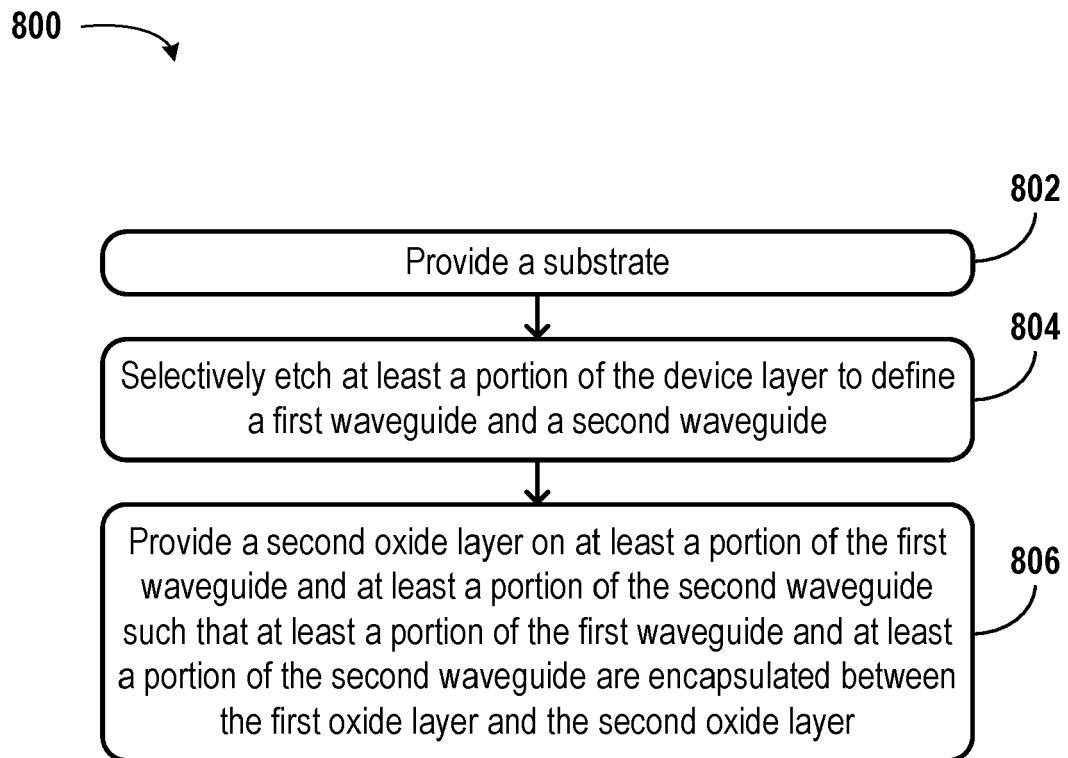 800
802
Provide a substrate
804
Selectively etch at least a portion of the device layer to define
a first waveguide and a second waveguide
Provide a second oxide layer on at least a portion of the first
waveguide and at least a portion of the second waveguide
806
such that at least a portion of the first waveguide and at least
a portion of the second waveguide are encapsulated between
the first oxide layer and the second oxide layer